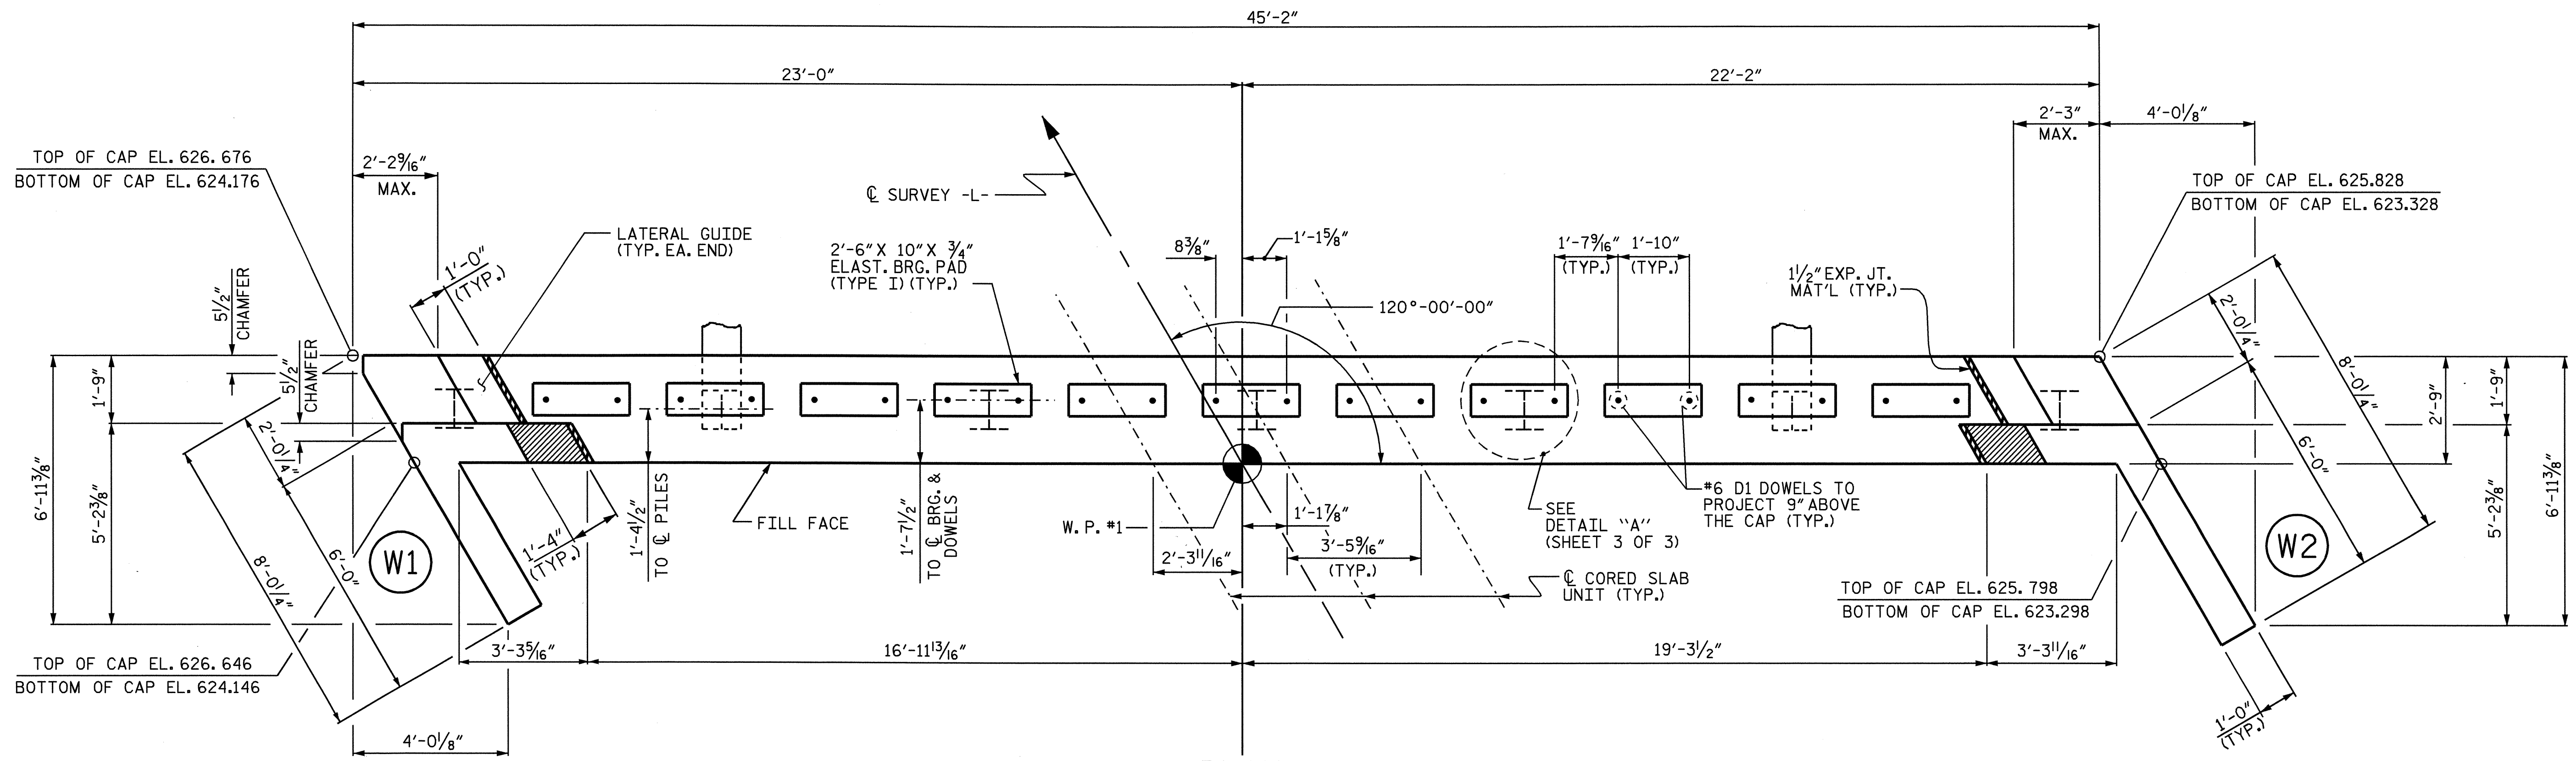 45'-2"
23'-0"
22'-2"
2'-3"
MAX.
4'-0 1/8"
TOP OF CAP EL. 626.676
BOTTOM OF CAP EL. 624.176
2'-2 9/16"
MAX.
℄ SURVEY -L-
TOP OF CAP EL. 625.828
BOTTOM OF CAP EL. 623.328
LATERAL GUIDE
(TYP. EA. END)
1'-0"
(TYP.)
2'-6" X 10" X 3/4"
ELAST. BRG. PAD
(TYPE I) (TYP.)
8 3/8"
1'-1 5/8"
1'-7 9/16"
(TYP.)
1'-10"
(TYP.)
1 1/2" EXP. JT.
MAT'L (TYP.)
120°-00'-00"
5 1/2"
CHAMFER
5 1/2"
CHAMFER
2'-0 1/4"
8'-0 1/4"
6'-0"
1'-9"
5'-2 3/8"
6'-11 3/8"
2'-9"
1'-9"
5'-2 3/8"
6'-11 3/8"
2'-0 1/4"
6'-0"
8'-0 1/4"
W1
W2
1'-4"
(TYP.)
1'-4 1/2"
TO ℄ PILES
FILL FACE
1'-7 1/2"
TO ℄ BRG. &
DOWELS
W. P. #1
1'-1 7/8"
2'-3 11/16"
3'-5 9/16"
(TYP.)
SEE
DETAIL "A"
(SHEET 3 OF 3)
#6 D1 DOWELS TO
PROJECT 9" ABOVE
THE CAP (TYP.)
℄ CORED SLAB
UNIT (TYP.)
TOP OF CAP EL. 625.798
BOTTOM OF CAP EL. 623.298
TOP OF CAP EL. 626.646
BOTTOM OF CAP EL. 624.146
3'-3 5/16"
16'-11 13/16"
19'-3 1/2"
3'-3 11/16"
4'-0 1/8"
1'-0"
(TYP.)